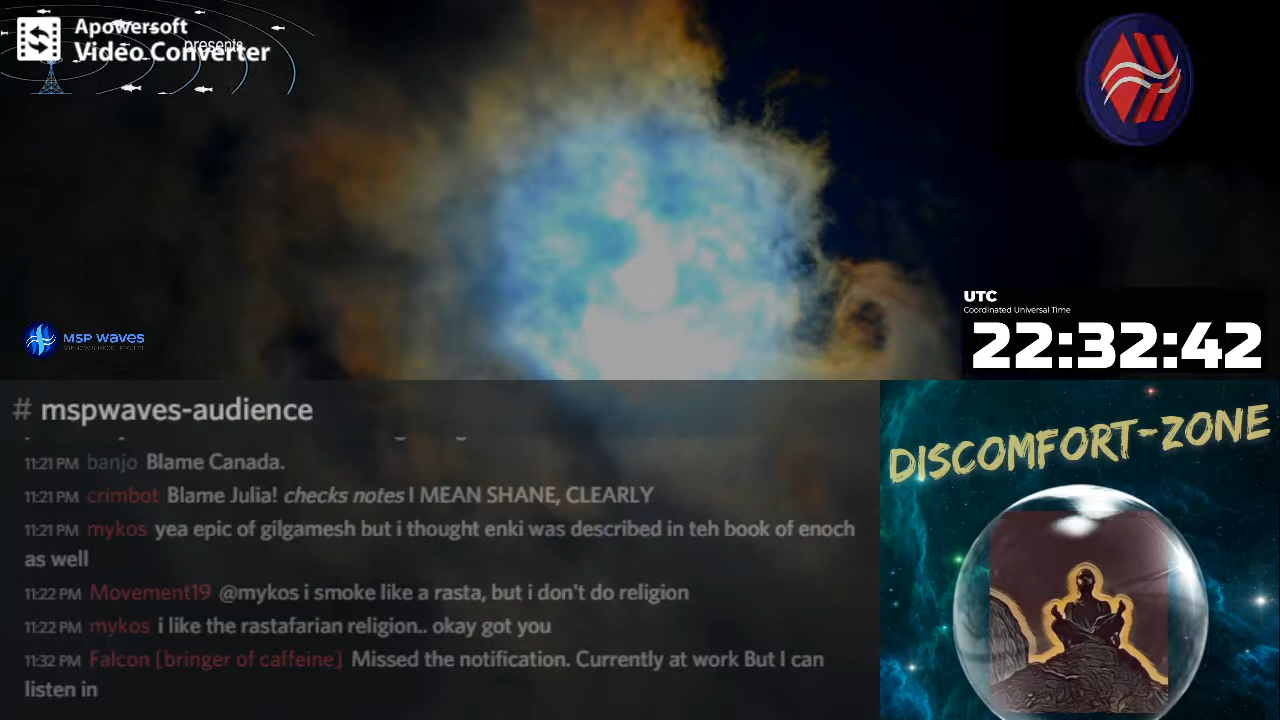 Apowersoft
presents
Video Converter
UTC
Coordinated Universal Time
22:32:42
MSP WAVES
# mspwaves-audience
DISCOMFORT-ZONE
11:21 PM banjo Blame Canada.
11:21 PM crimbot Blame Julia! checks notes I MEAN SHANE, CLEARLY
11:21 PM mykos yea epic of gilgamesh but i thought enki was described in teh book of enoch
as well
11:22 PM Movement19 @mykos i smoke like a rasta, but i don't do religion
11:22 PM mykos i like the rastafarian religion.. okay got you
11:32 PM Falcon [bringer of caffeine] Missed the notification. Currently at work But I can
listen in